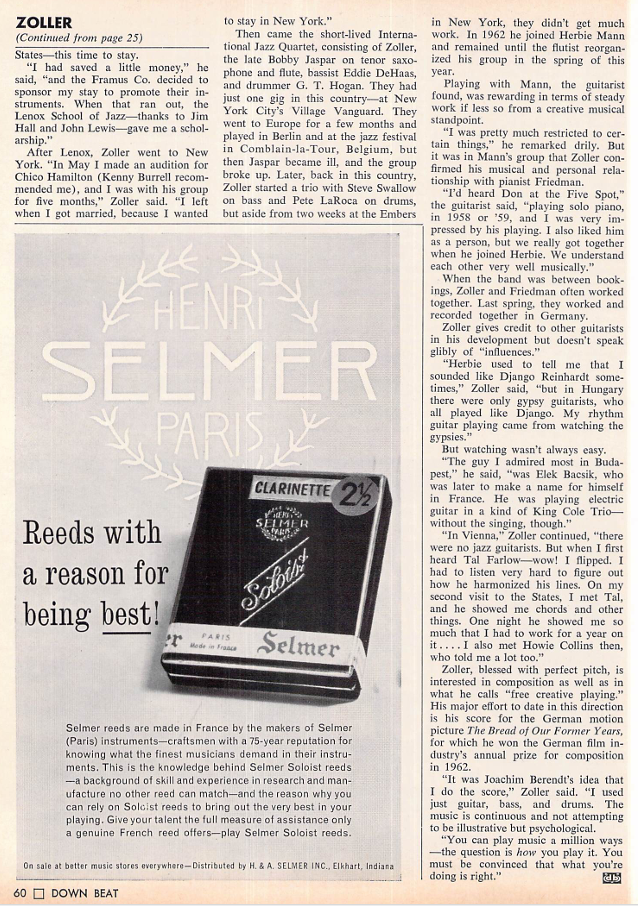 ZOLLER
(Continued from page 25)
States—this time to stay.
"I had saved a little money," he
said, "and the Framus Co. decided to
sponsor my stay to promote their in-
struments. When that ran out, the
Lenox School of Jazz—thanks to Jim
Hall and John Lewis—gave me a schol-
arship."
After Lenox, Zoller went to New
York. "In May I made an audition for
Chico Hamilton (Kenny Burrell recom-
mended me), and I was with his group
for five months," Zoller said. "I left
when I got married, because I wanted
to stay in New York."
Then came the short-lived Interna-
tional Jazz Quartet, consisting of Zoller,
the late Bobby Jaspar on tenor saxo-
phone and flute, bassist Eddie DeHaas,
and drummer G. T. Hogan. They had
just one gig in this country—at New
York City's Village Vanguard. They
went to Europe for a few months and
played in Berlin and at the jazz festival
in Comblain-la-Tour, Belgium, but
then Jaspar became ill, and the group
broke up. Later, back in this country,
Zoller started a trio with Steve Swallow
on bass and Pete LaRoca on drums,
but aside from two weeks at the Embers
in New York, they didn't get much
work. In 1962 he joined Herbie Mann
and remained until the flutist reorgan-
ized his group in the spring of this
year.
Playing with Mann, the guitarist
found, was rewarding in terms of steady
work if less so from a creative musical
standpoint.
"I was pretty much restricted to cer-
tain things," he remarked drily. But
it was in Mann's group that Zoller con-
firmed his musical and personal rela-
tionship with pianist Friedman.
"I'd heard Don at the Five Spot,"
the guitarist said, "playing solo piano,
in 1958 or '59, and I was very im-
pressed by his playing. I also liked him
as a person, but we really got together
when he joined Herbie. We understand
each other very well musically."
When the band was between book-
ings, Zoller and Friedman often worked
together. Last spring, they worked and
recorded together in Germany.
Zoller gives credit to other guitarists
in his development but doesn't speak
glibly of "influences."
"Herbie used to tell me that I
sounded like Django Reinhardt some-
times," Zoller said, "but in Hungary
there were only gypsy guitarists, who
all played like Django. My rhythm
guitar playing came from watching the
gypsies."
But watching wasn't always easy.
"The guy I admired most in Buda-
pest," he said, "was Elek Bacsik, who
was later to make a name for himself
in France. He was playing electric
guitar in a kind of King Cole Trio—
without the singing, though."
"In Vienna," Zoller continued, "there
were no jazz guitarists. But when I first
heard Tal Farlow—wow! I flipped. I
had to listen very hard to figure out
how he harmonized his lines. On my
second visit to the States, I met Tal,
and he showed me chords and other
things. One night he showed me so
much that I had to work for a year on
it . . . . I also met Howie Collins then,
who told me a lot too."
Zoller, blessed with perfect pitch, is
interested in composition as well as in
what he calls "free creative playing."
His major effort to date in this direction
is his score for the German motion
picture The Bread of Our Former Years,
for which he won the German film in-
dustry's annual prize for composition
in 1962.
"It was Joachim Berendt's idea that
I do the score," Zoller said. "I used
just guitar, bass, and drums. The
music is continuous and not attempting
to be illustrative but psychological.
"You can play music a million ways
—the question is how you play it. You
must be convinced that what you're
doing is right."
db
HENRI
SELMER
PARIS
CLARINETTE 2½
HENRI
SELMER
PARIS
Soloist
er PARIS
Made in France
Selmer
Reeds with
a reason for
being best!
Selmer reeds are made in France by the makers of Selmer
(Paris) instruments—craftsmen with a 75-year reputation for
knowing what the finest musicians demand in their instru-
ments. This is the knowledge behind Selmer Soloist reeds
—a background of skill and experience in research and man-
ufacture no other reed can match—and the reason why you
can rely on Soloist reeds to bring out the very best in your
playing. Give your talent the full measure of assistance only
a genuine French reed offers—play Selmer Soloist reeds.
On sale at better music stores everywhere—Distributed by H. & A. SELMER INC., Elkhart, Indiana
60 □ DOWN BEAT